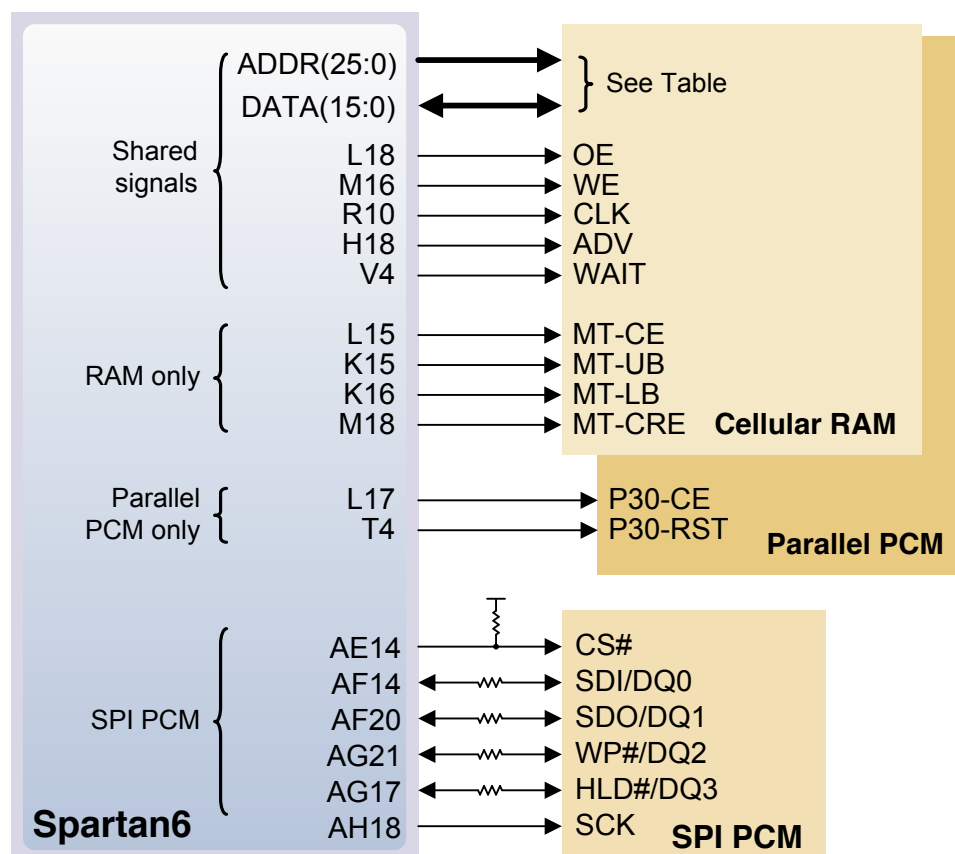 ADDR(25:0)
DATA(15:0)
See Table
Shared
signals
L18 OE
M16 WE
R10 CLK
H18 ADV
V4 WAIT
RAM only
L15 MT-CE
K15 MT-UB
K16 MT-LB
M18 MT-CRE
Cellular RAM
Parallel
PCM only
L17 P30-CE
T4 P30-RST
Parallel PCM
SPI PCM
AE14 CS#
AF14 SDI/DQ0
AF20 SDO/DQ1
AG21 WP#/DQ2
AG17 HLD#/DQ3
AH18 SCK
Spartan6
SPI PCM